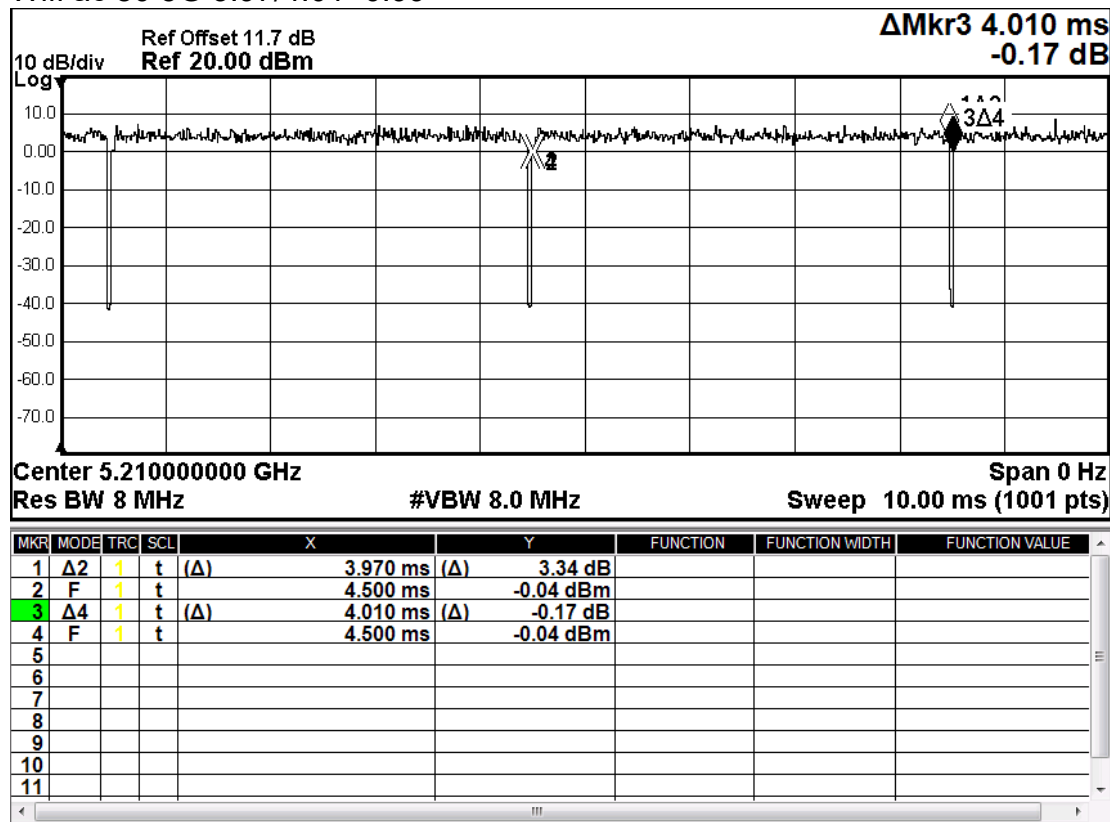 Ref Offset 11.7 dB
10 dB/div Ref 20.00 dBm
ΔMkr3 4.010 ms
-0.17 dB
Log
10.0
0.00
-10.0
-20.0
-30.0
-40.0
-50.0
-60.0
-70.0
3Δ4
Center 5.210000000 GHz Span 0 Hz
Res BW 8 MHz #VBW 8.0 MHz Sweep 10.00 ms (1001 pts)
MKR MODE TRC SCL X Y FUNCTION FUNCTION WIDTH FUNCTION VALUE
1 Δ2 1 t (Δ) 3.970 ms (Δ) 3.34 dB
2 F 1 t 4.500 ms -0.04 dBm
3 Δ4 1 t (Δ) 4.010 ms (Δ) -0.17 dB
4 F 1 t 4.500 ms -0.04 dBm
5
6
7
8
9
10
11